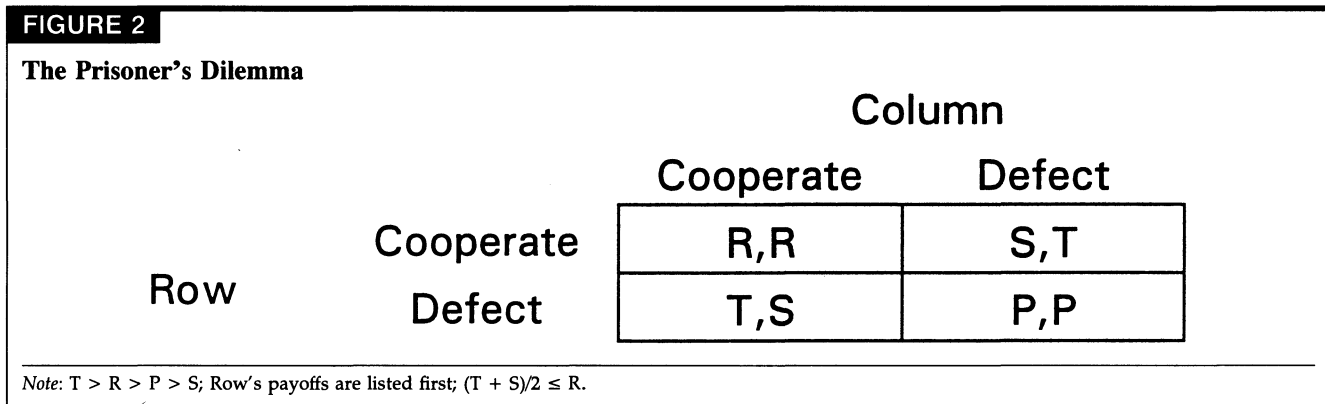 FIGURE 2
The Prisoner's Dilemma
Column
Cooperate Defect
Cooperate R,R S,T
Row
Defect T,S P,P
Note: T > R > P > S; Row's payoffs are listed first; (T + S)/2 ≤ R.